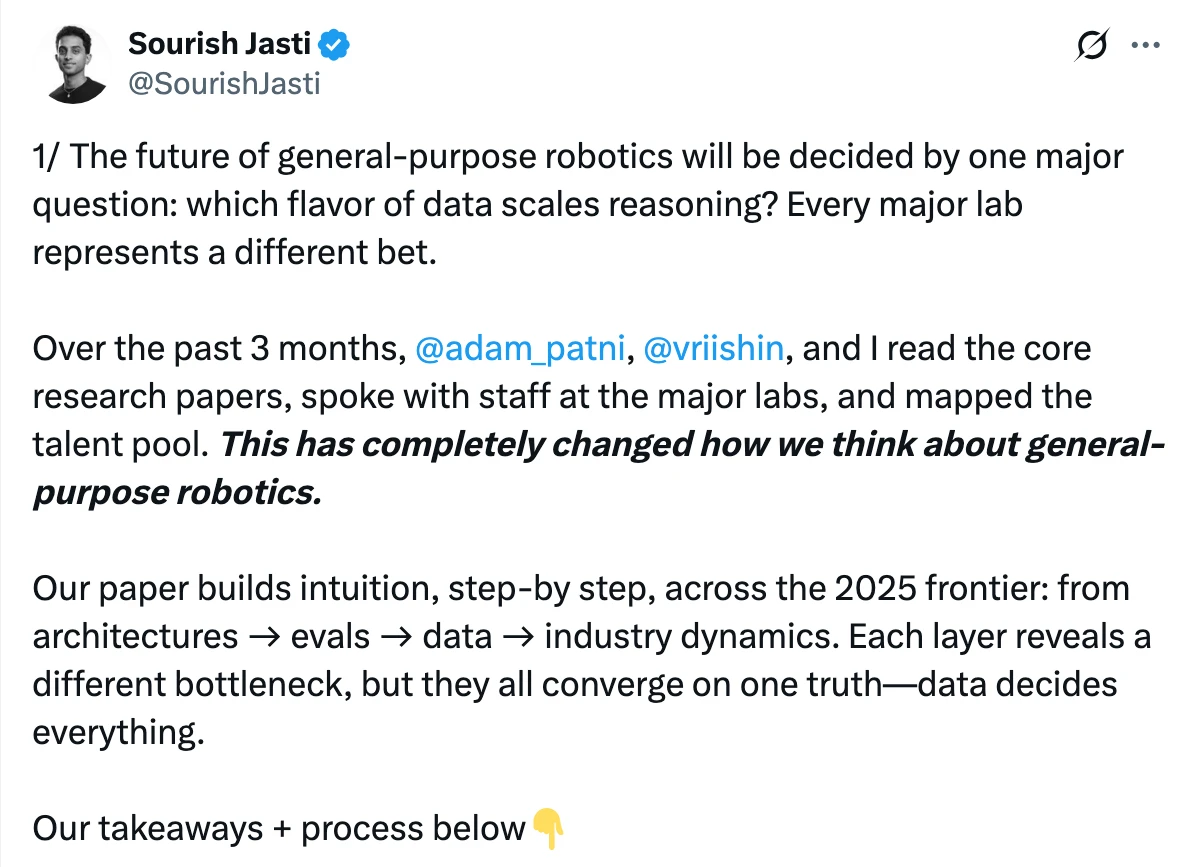 Sourish Jasti
@SourishJasti
1/ The future of general-purpose robotics will be decided by one major
question: which flavor of data scales reasoning? Every major lab
represents a different bet.
Over the past 3 months, @adam_patni, @vriishin, and I read the core
research papers, spoke with staff at the major labs, and mapped the
talent pool. This has completely changed how we think about general-
purpose robotics.
Our paper builds intuition, step-by step, across the 2025 frontier: from
architectures → evals → data → industry dynamics. Each layer reveals a
different bottleneck, but they all converge on one truth—data decides
everything.
Our takeaways + process below👇